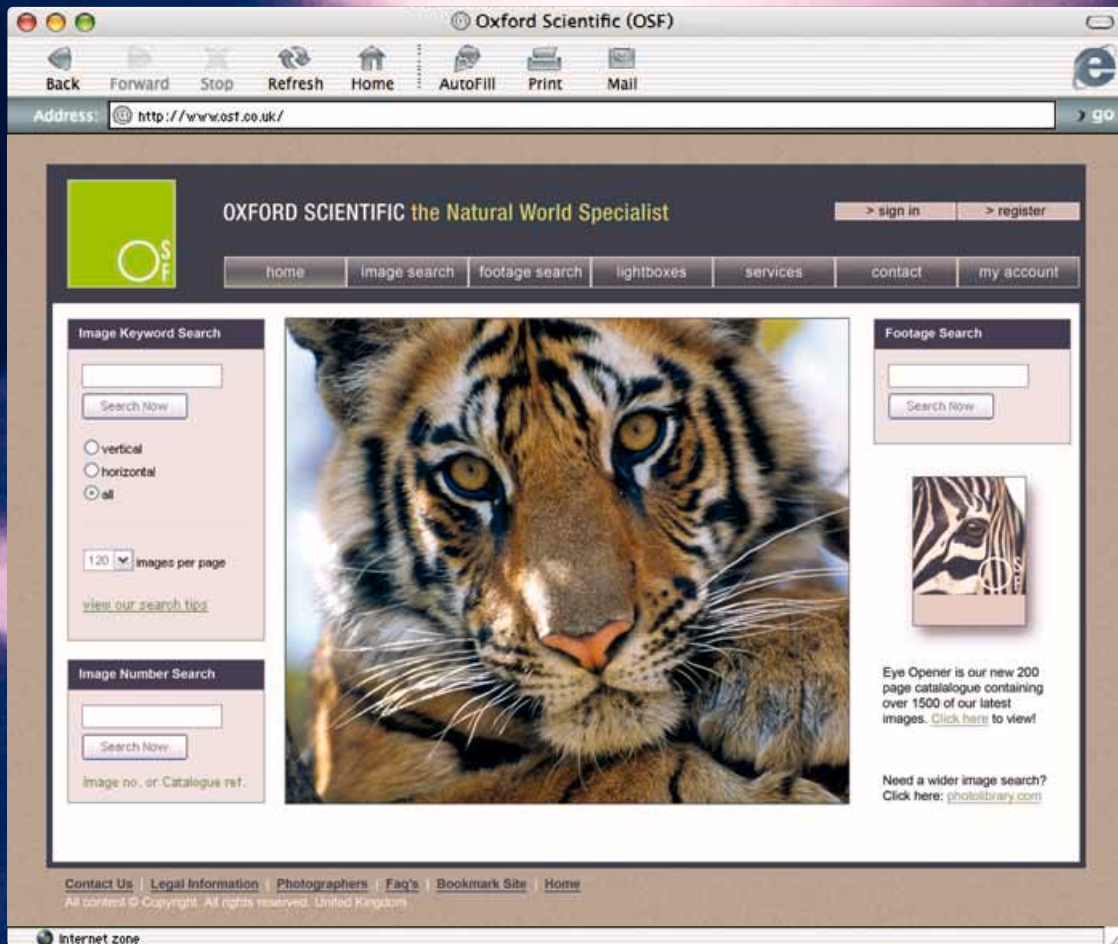 Oxford Scientific (OSF)
Back Forward Stop Refresh Home AutoFill Print Mail
Address: http://www.osf.co.uk/ go
OSF
OXFORD SCIENTIFIC the Natural World Specialist
> sign in > register
home image search footage search lightboxes services contact my account
Image Keyword Search
Search Now
vertical
horizontal
all
120 images per page
view our search tips
Image Number Search
Search Now
Image no. or Catalogue ref.
Footage Search
Search Now
OSF
Eye Opener is our new 200
page catalalogue containing
over 1500 of our latest
images. Click here to view!
Need a wider image search?
Click here: photolibrary.com
Contact Us | Legal Information | Photographers | Faq's | Bookmark Site | Home
All content © Copyright. All rights reserved. United Kingdom
Internet zone